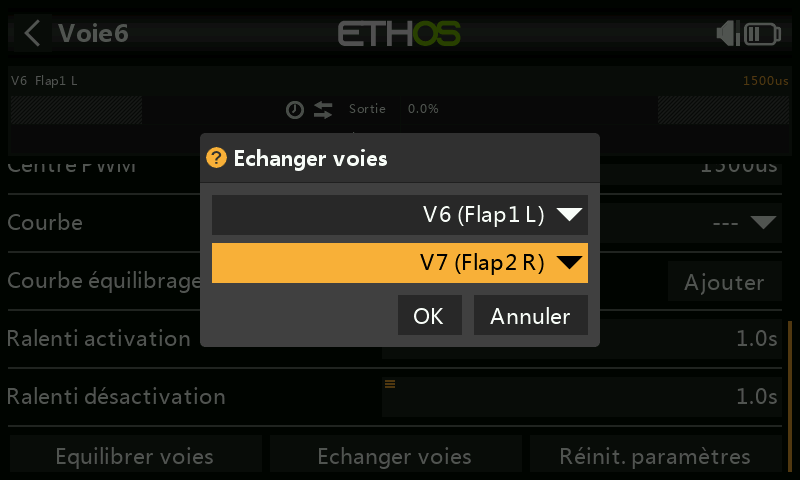 Voie6
ETHOS
V6 Flap1 L
1500us
Sortie 0.0%
Echanger voies
Centre PWM
1500us
V6 (Flap1 L)
Courbe
---
V7 (Flap2 R)
Courbe équilibrage
Ajouter
OK
Annuler
Ralenti activation
1.0s
Ralenti désactivation
1.0s
Equilibrer voies
Echanger voies
Réinit. paramètres